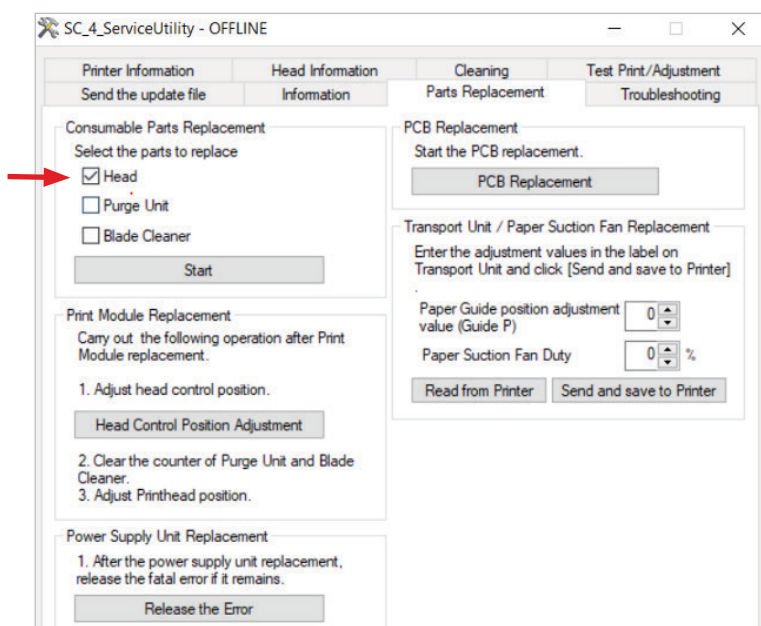 SC_4_ServiceUtility - OFFLINE
Printer Information
Head Information
Cleaning
Test Print/Adjustment
Send the update file
Information
Parts Replacement
Troubleshooting
Consumable Parts Replacement
Select the parts to replace
Head
Purge Unit
Blade Cleaner
Start
Print Module Replacement
Carry out the following operation after Print
Module replacement.
1. Adjust head control position.
Head Control Position Adjustment
2. Clear the counter of Purge Unit and Blade
Cleaner.
3. Adjust Printhead position.
Power Supply Unit Replacement
1. After the power supply unit replacement,
release the fatal error if it remains.
Release the Error
PCB Replacement
Start the PCB replacement.
PCB Replacement
Transport Unit / Paper Suction Fan Replacement
Enter the adjustment values in the label on
Transport Unit and click [Send and save to Printer]
.
Paper Guide position adjustment
value (Guide P)
0
Paper Suction Fan Duty
0 %
Read from Printer
Send and save to Printer